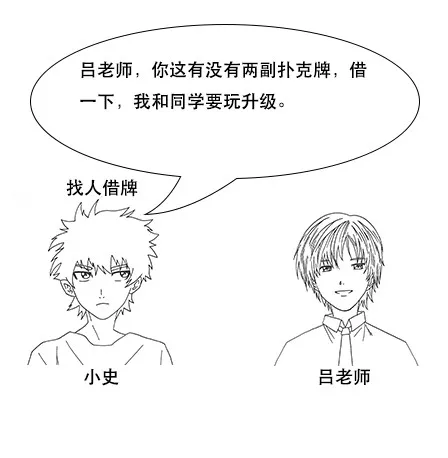 吕老师，你这有没有两副扑克牌，借
一下，我和同学要玩升级。
找人借牌
小史
吕老师